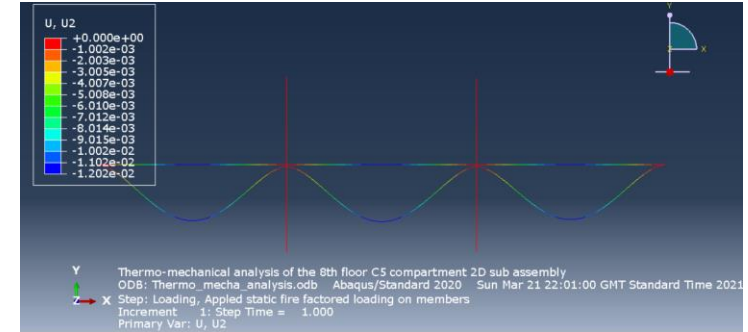 U, U2
+0.000e+00
-1.002e-03
-2.003e-03
-3.005e-03
-4.007e-03
-5.008e-03
-6.010e-03
-7.012e-03
-8.014e-03
-9.015e-03
-1.002e-02
-1.102e-02
-1.202e-02
Y
X
Z
Y
Z
X
Thermo-mechanical analysis of the 8th floor C5 compartment 2D sub assembly
ODB: Thermo_mecha_analysis.odb Abaqus/Standard 2020 Sun Mar 21 22:01:00 GMT Standard Time 2021
Step: Loading, Appled static fire factored loading on members
Increment 1: Step Time = 1.000
Primary Var: U, U2